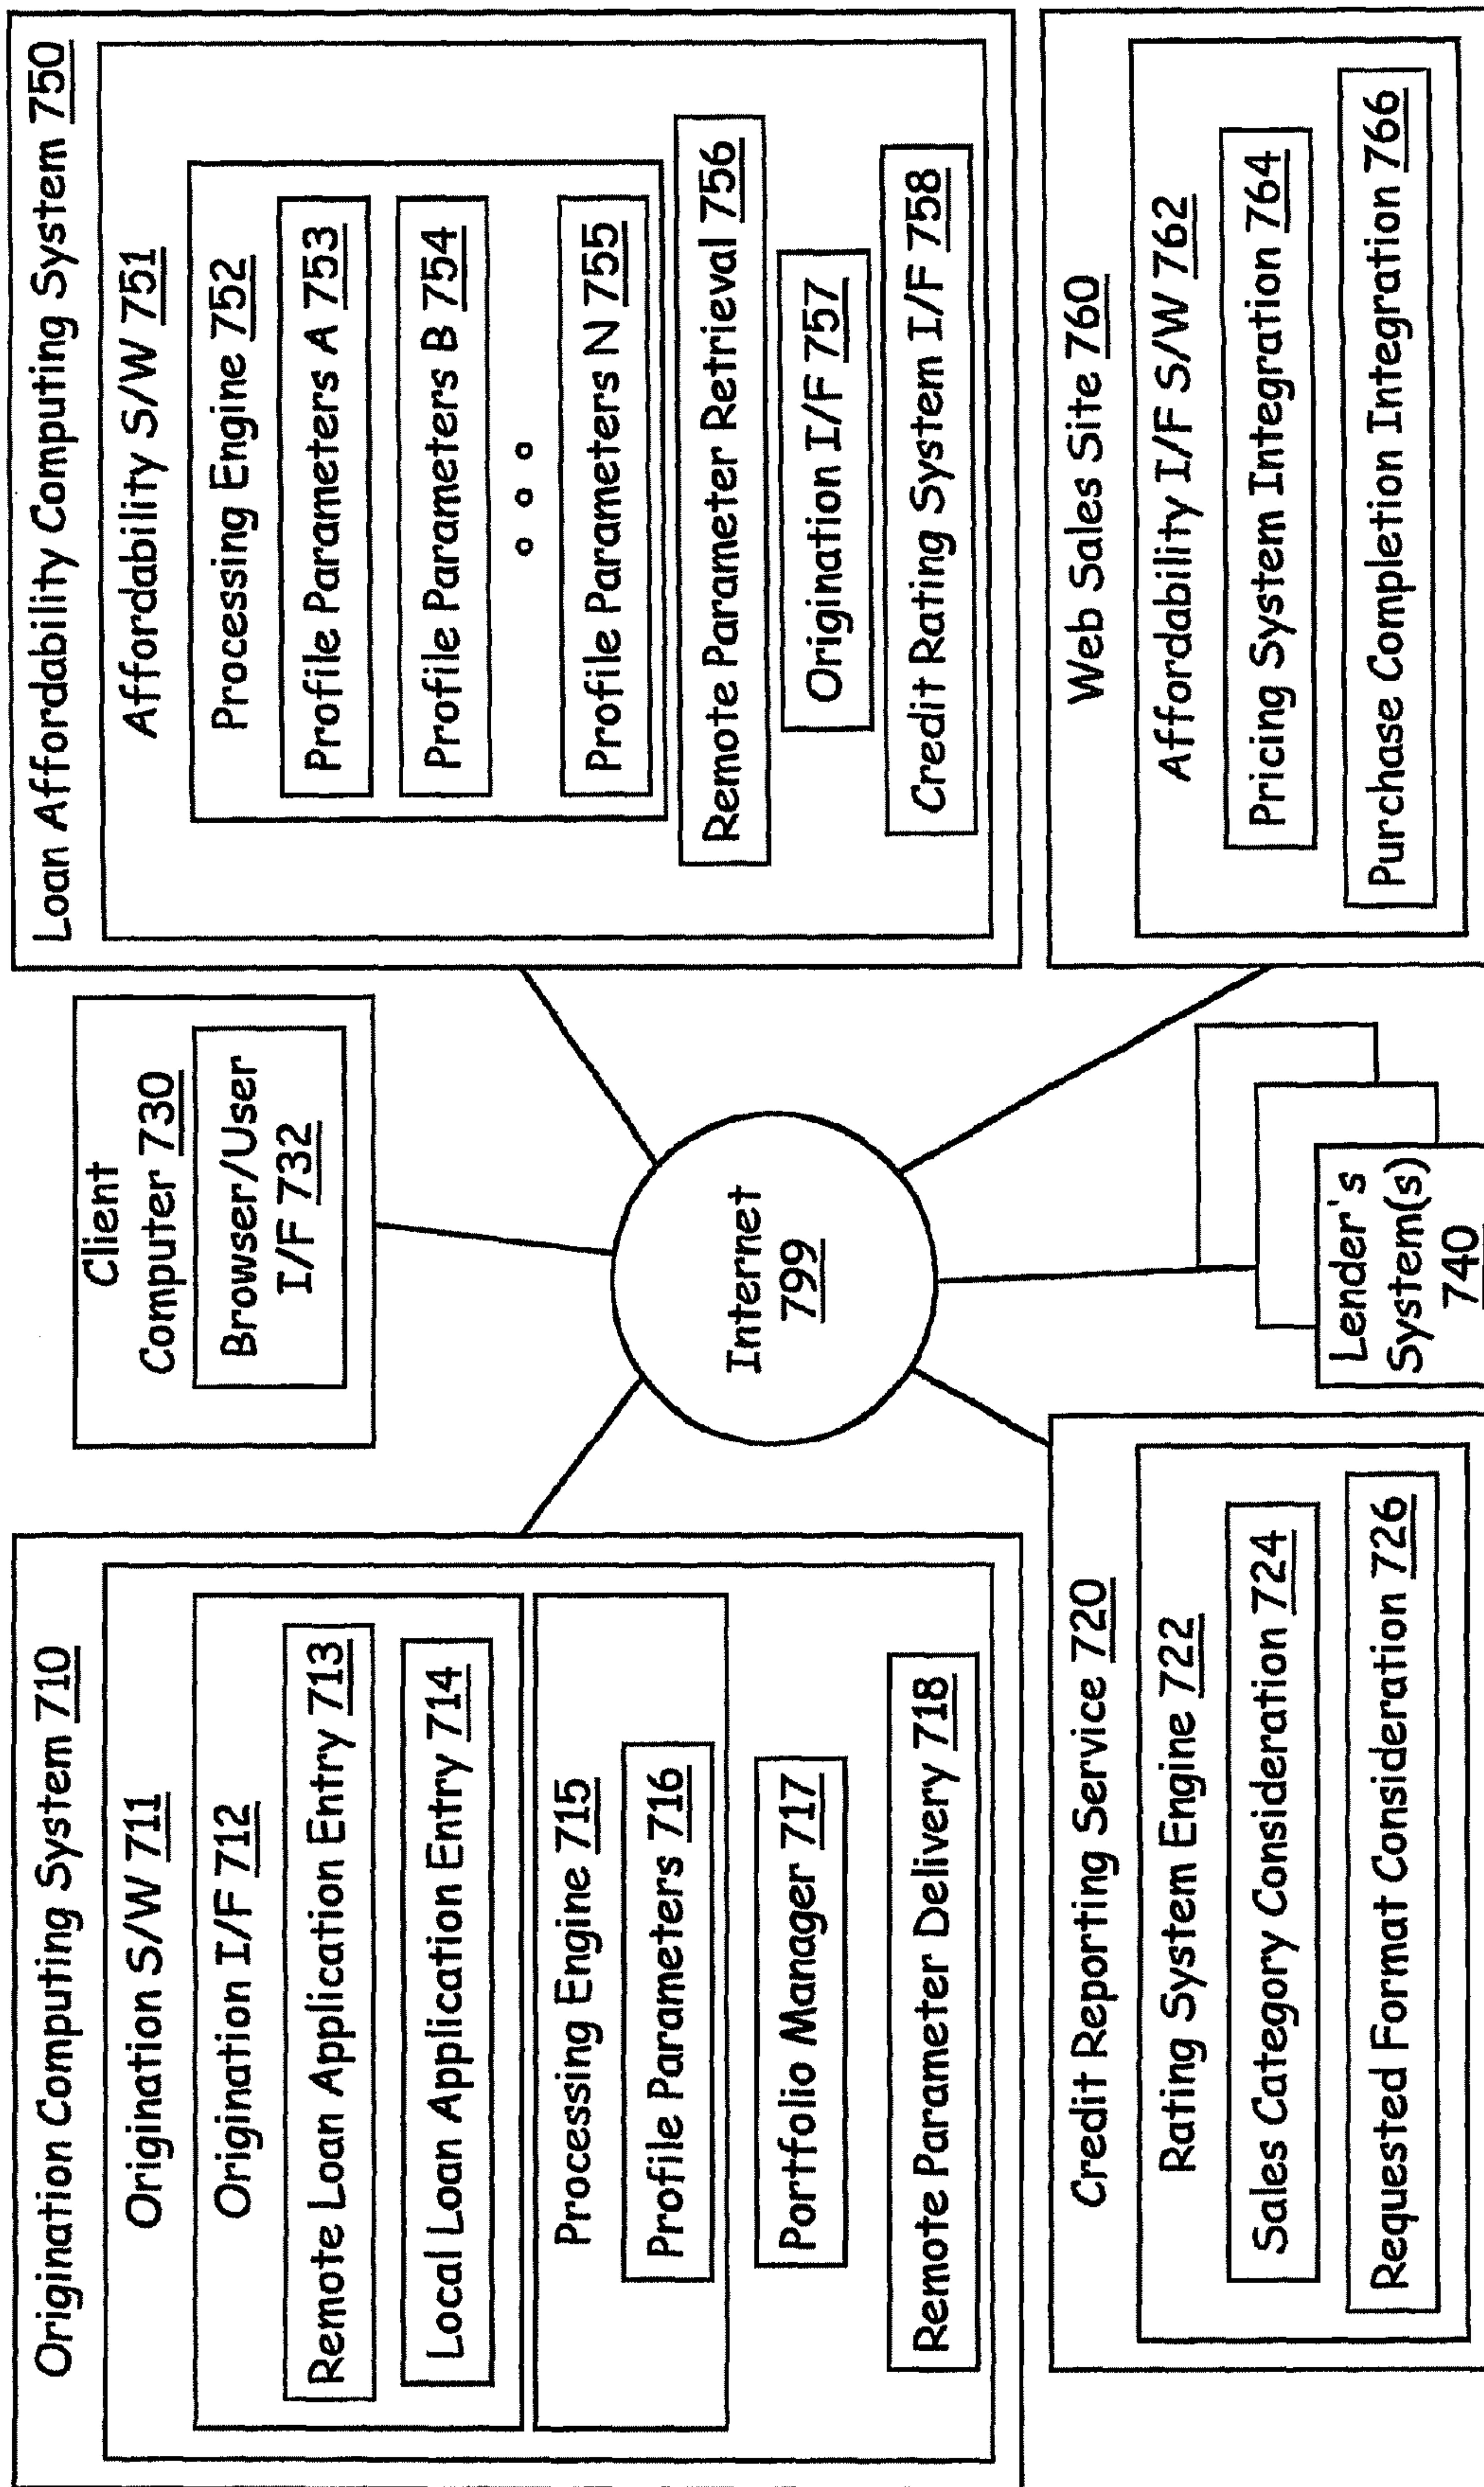 Origination Computing System 710
Origination S/W 711
Origination I/F 712
Remote Loan Application Entry 713
Local Loan Application Entry 714
Processing Engine 715
Profile Parameters 716
Portfolio Manager 717
Remote Parameter Delivery 718
Credit Reporting Service 720
Rating System Engine 722
Sales Category Consideration 724
Requested Format Consideration 726
Client
Computer 730
Browser/User
I/F 732
Internet
799
Lender's
System(s)
740
Loan Affordability Computing System 750
Affordability S/W 751
Processing Engine 752
Profile Parameters A 753
Profile Parameters B 754
Profile Parameters N 755
Remote Parameter Retrieval 756
Origination I/F 757
Credit Rating System I/F 758
Web Sales Site 760
Affordability I/F S/W 762
Pricing System Integration 764
Purchase Completion Integration 766